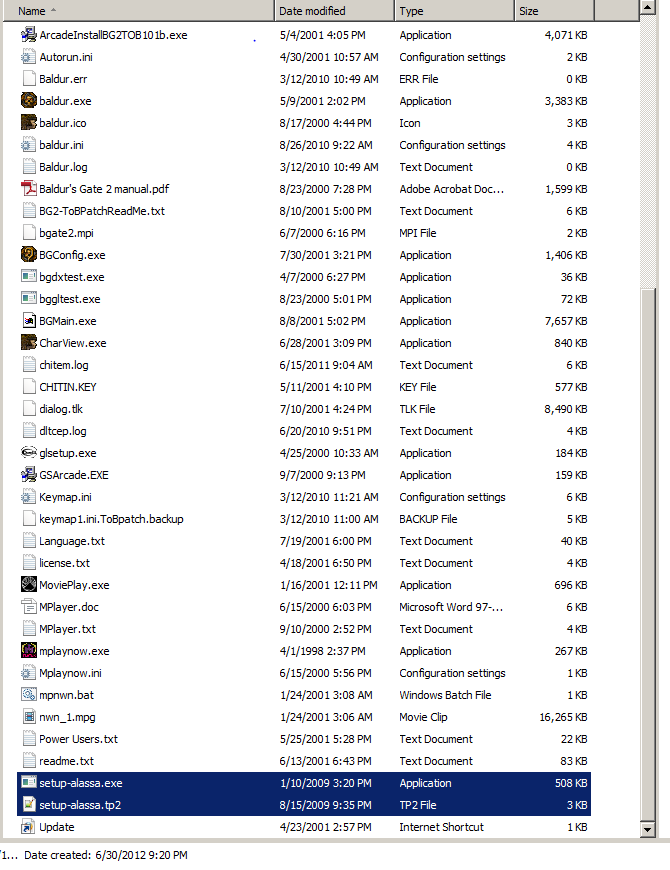 Name Date modified Type Size
ArcadeInstallBG2TOB101b.exe 5/4/2001 4:05 PM Application 4,071 KB
Autorun.ini 4/30/2001 10:57 AM Configuration settings 2 KB
Baldur.err 3/12/2010 10:49 AM ERR File 0 KB
baldur.exe 5/9/2001 2:02 PM Application 3,383 KB
baldur.ico 8/17/2000 4:44 PM Icon 3 KB
baldur.ini 8/26/2010 9:22 AM Configuration settings 4 KB
Baldur.log 3/12/2010 10:49 AM Text Document 0 KB
Baldur's Gate 2 manual.pdf 8/23/2000 7:28 PM Adobe Acrobat Doc... 1,599 KB
BG2-ToBPatchReadMe.txt 8/10/2001 5:00 PM Text Document 6 KB
bgate2.mpi 6/7/2000 6:16 PM MPI File 2 KB
BGConfig.exe 7/30/2001 3:21 PM Application 1,406 KB
bgdxtest.exe 4/7/2000 6:27 PM Application 36 KB
bggltest.exe 8/23/2000 5:01 PM Application 72 KB
BGMain.exe 8/8/2001 5:02 PM Application 7,657 KB
CharView.exe 6/28/2001 3:09 PM Application 840 KB
chitem.log 6/15/2011 9:04 AM Text Document 6 KB
CHITIN.KEY 5/11/2001 4:10 PM KEY File 577 KB
dialog.tlk 7/10/2001 4:24 PM TLK File 8,490 KB
dltcep.log 6/20/2010 9:51 PM Text Document 4 KB
glsetup.exe 4/25/2000 10:33 AM Application 184 KB
GSArcade.EXE 9/7/2000 9:13 PM Application 159 KB
Keymap.ini 3/12/2010 11:21 AM Configuration settings 6 KB
keymap1.ini.ToBpatch.backup 3/12/2010 11:00 AM BACKUP File 5 KB
Language.txt 7/19/2001 6:00 PM Text Document 40 KB
license.txt 4/18/2001 6:50 PM Text Document 4 KB
MoviePlay.exe 1/16/2001 12:11 PM Application 696 KB
MPlayer.doc 6/15/2000 6:03 PM Microsoft Word 97-... 6 KB
MPlayer.txt 9/10/2000 2:52 PM Text Document 4 KB
mplaynow.exe 4/1/1998 2:37 PM Application 267 KB
Mplaynow.ini 6/15/2000 5:56 PM Configuration settings 1 KB
mpnwn.bat 1/24/2001 3:08 AM Windows Batch File 1 KB
nwn_1.mpg 1/24/2001 3:06 AM Movie Clip 16,265 KB
Power Users.txt 5/25/2001 5:28 PM Text Document 22 KB
readme.txt 6/13/2001 6:43 PM Text Document 83 KB
setup-alassa.exe 1/10/2009 3:20 PM Application 508 KB
setup-alassa.tp2 8/15/2009 9:35 PM TP2 File 3 KB
Update 4/23/2001 2:57 PM Internet Shortcut 1 KB
/1... Date created: 6/30/2012 9:20 PM